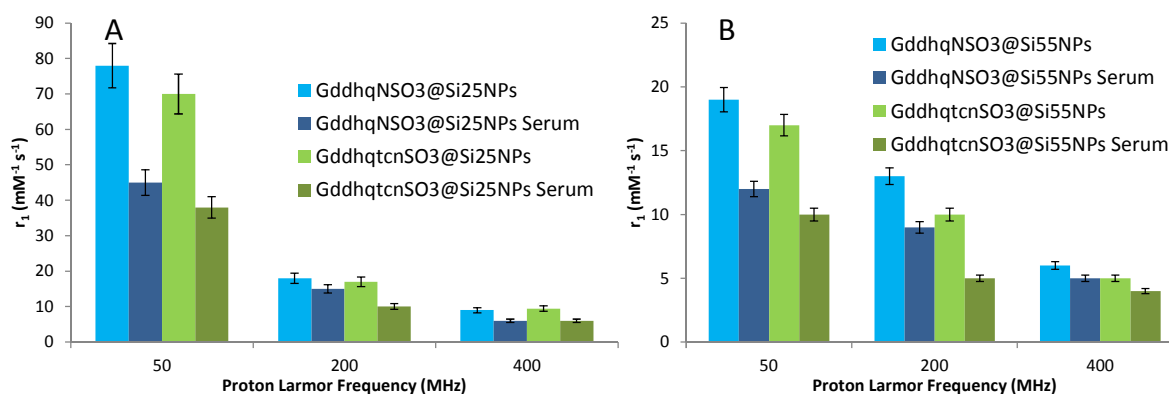 A
90
80
70
60
50
40
30
20
10
0
r₁ (mM⁻¹ s⁻¹)
GddhqNSO3@Si25NPs
GddhqNSO3@Si25NPs Serum
GddhqtcnSO3@Si25NPs
GddhqtcnSO3@Si25NPs Serum
50 200 400
Proton Larmor Frequency (MHz)
B
25
20
15
10
5
0
r₁ (mM⁻¹ s⁻¹)
GddhqNSO3@Si55NPs
GddhqNSO3@Si55NPs Serum
GddhqtcnSO3@Si55NPs
GddhqtcnSO3@Si55NPs Serum
50 200 400
Proton Larmor Frequency (MHz)